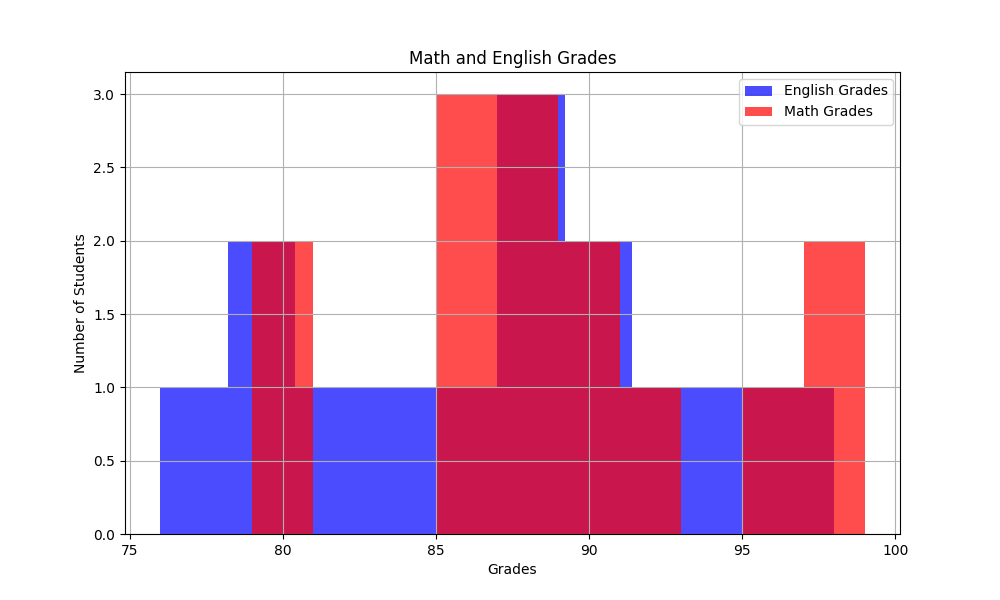 Math and English Grades
English Grades
Math Grades
3.0
2.5
2.0
1.5
1.0
0.5
0.0
Number of Students
75 80 85 90 95 100
Grades